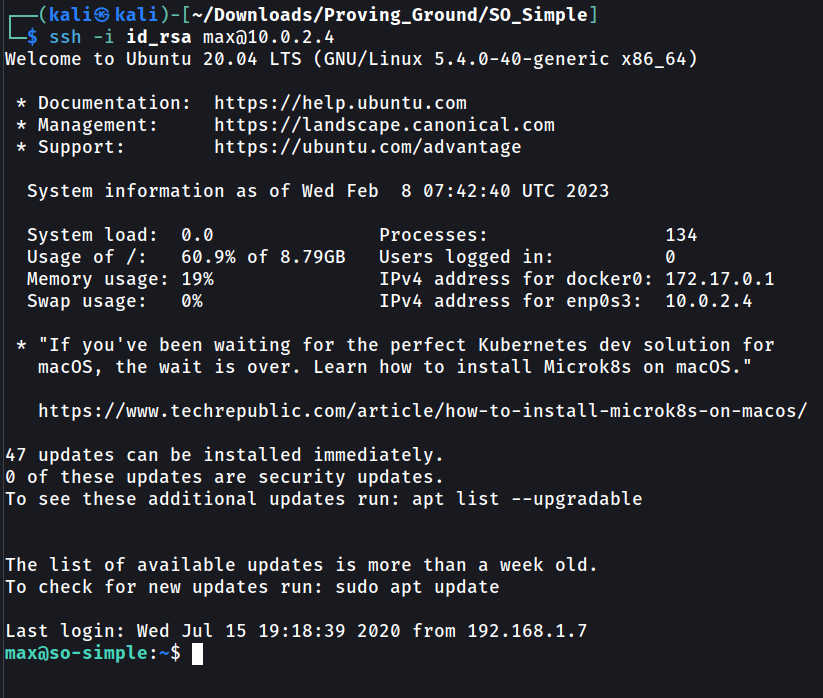 ┌──(kali㉿kali)-[~/Downloads/Proving_Ground/SO_Simple]
└─$ ssh -i id_rsa max@10.0.2.4
Welcome to Ubuntu 20.04 LTS (GNU/Linux 5.4.0-40-generic x86_64)

 * Documentation:  https://help.ubuntu.com
 * Management:     https://landscape.canonical.com
 * Support:        https://ubuntu.com/advantage

  System information as of Wed Feb  8 07:42:40 UTC 2023

  System load:  0.0               Processes:                134
  Usage of /:   60.9% of 8.79GB   Users logged in:          0
  Memory usage: 19%               IPv4 address for docker0: 172.17.0.1
  Swap usage:   0%                IPv4 address for enp0s3:  10.0.2.4

 * "If you've been waiting for the perfect Kubernetes dev solution for
   macOS, the wait is over. Learn how to install Microk8s on macOS."

   https://www.techrepublic.com/article/how-to-install-microk8s-on-macos/

47 updates can be installed immediately.
0 of these updates are security updates.
To see these additional updates run: apt list --upgradable


The list of available updates is more than a week old.
To check for new updates run: sudo apt update

Last login: Wed Jul 15 19:18:39 2020 from 192.168.1.7
max@so-simple:~$